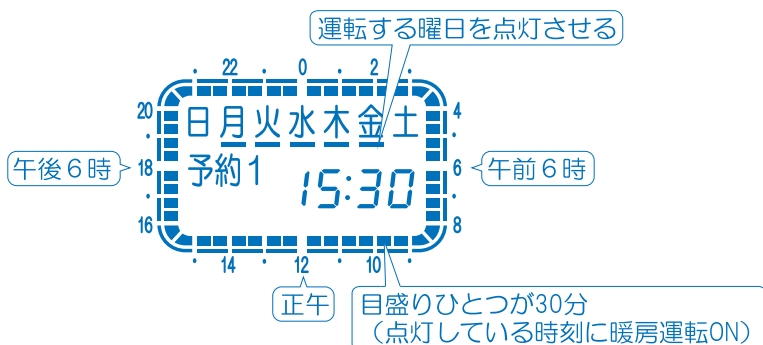 運転する曜日を点灯させる
22 0 2
20 4
日月火水木金土
予約1
午後6時 18 6 午前6時
15:30
16 8
14 12 10
正午
目盛りひとつが30分
（点灯している時刻に暖房運転ON）